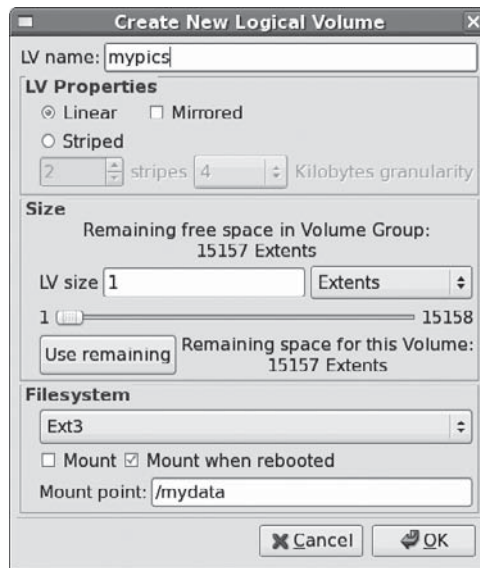 Create New Logical Volume
LV name: mypics
LV Properties
Linear Mirrored
Striped
2 stripes 4 Kilobytes granularity
Size
Remaining free space in Volume Group:
15157 Extents
LV size 1 Extents
1 15158
Use remaining Remaining space for this Volume:
15157 Extents
Filesystem
Ext3
Mount Mount when rebooted
Mount point: /mydata
Cancel OK